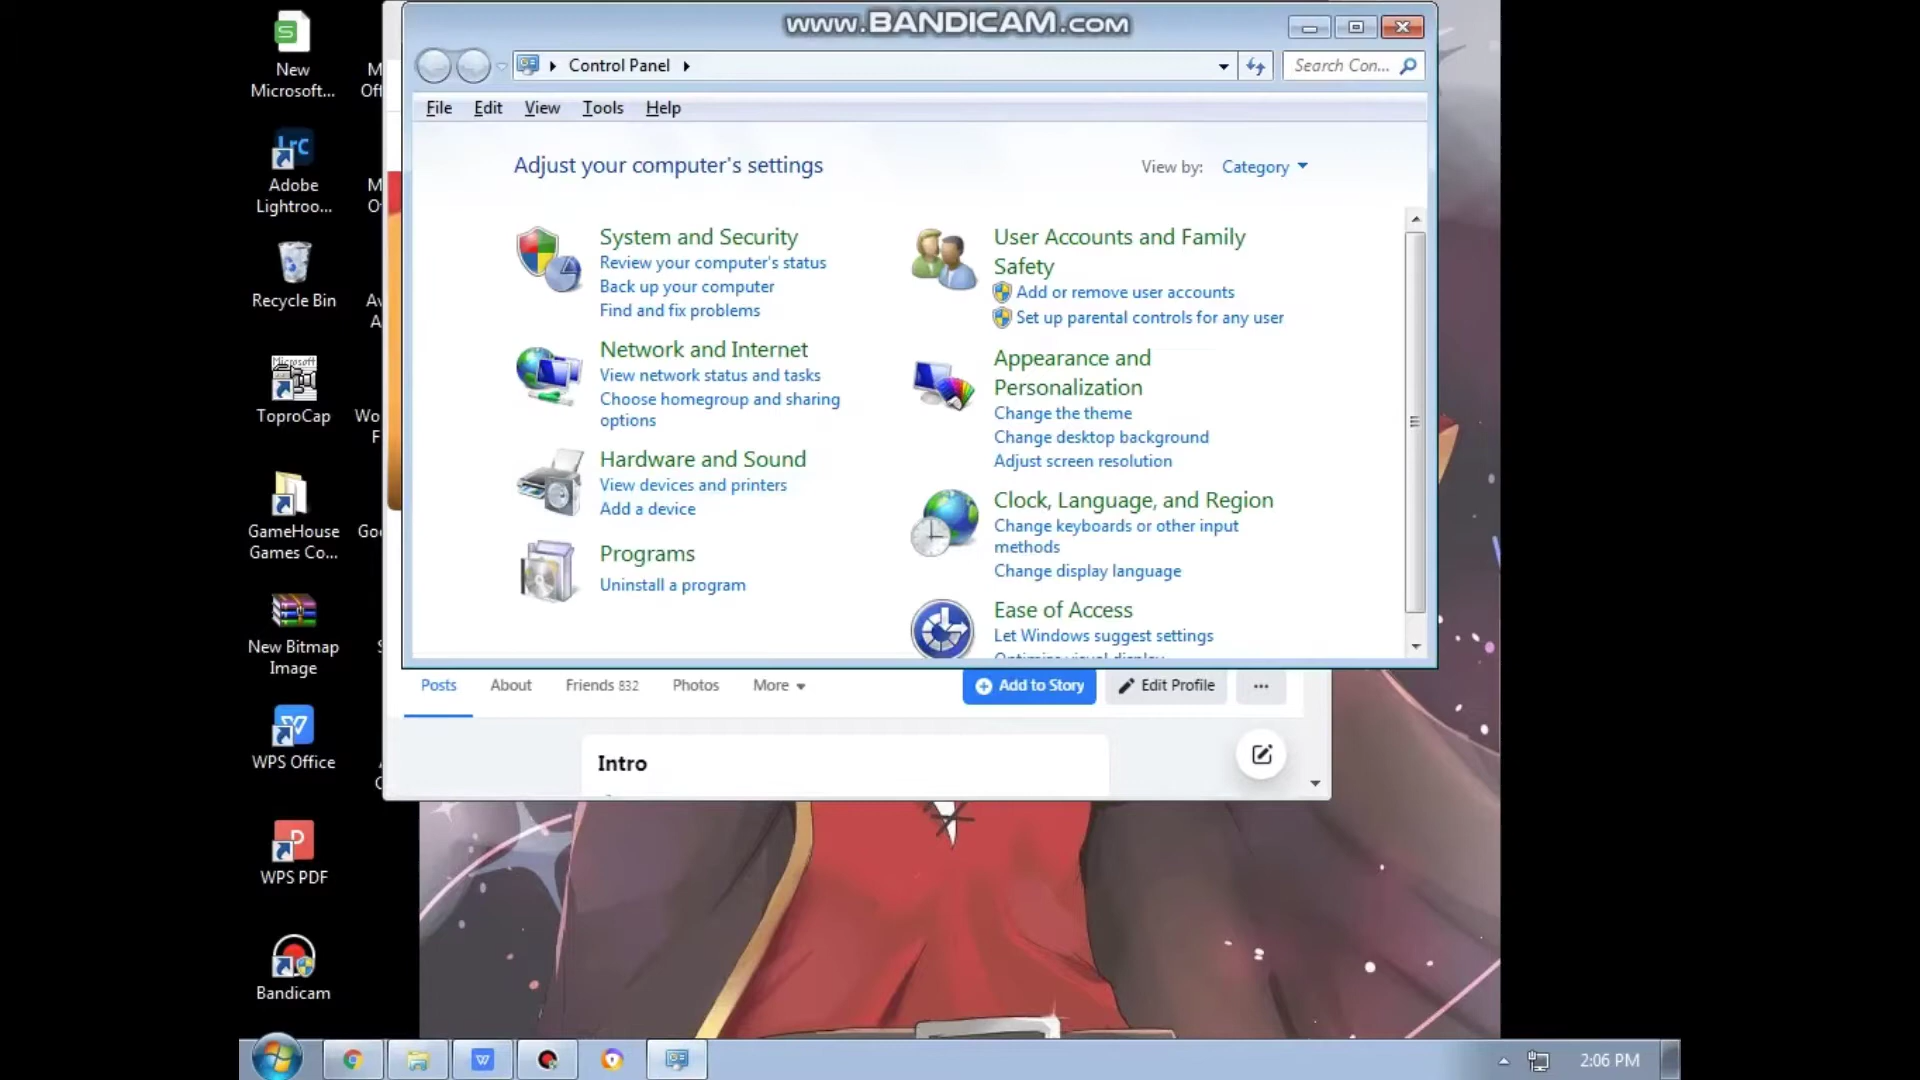 www.BANDICAM.com
Control Panel
Search Con...
File Edit View Tools Help
Adjust your computer's settings
View by: Category
System and Security
Review your computer's status
Back up your computer
Find and fix problems
Network and Internet
View network status and tasks
Choose homegroup and sharing
options
Hardware and Sound
View devices and printers
Add a device
Programs
Uninstall a program
User Accounts and Family
Safety
Add or remove user accounts
Set up parental controls for any user
Appearance and
Personalization
Change the theme
Change desktop background
Adjust screen resolution
Clock, Language, and Region
Change keyboards or other input
methods
Change display language
Ease of Access
Let Windows suggest settings
Optimize visual display
Posts About Friends 832 Photos More
Add to Story Edit Profile ...
Intro
New
Microsoft...
Adobe
Lightroo...
Recycle Bin
Microsoft
ToproCap
GameHouse
Games Co...
New Bitmap
Image
WPS Office
WPS PDF
Bandicam
2:06 PM